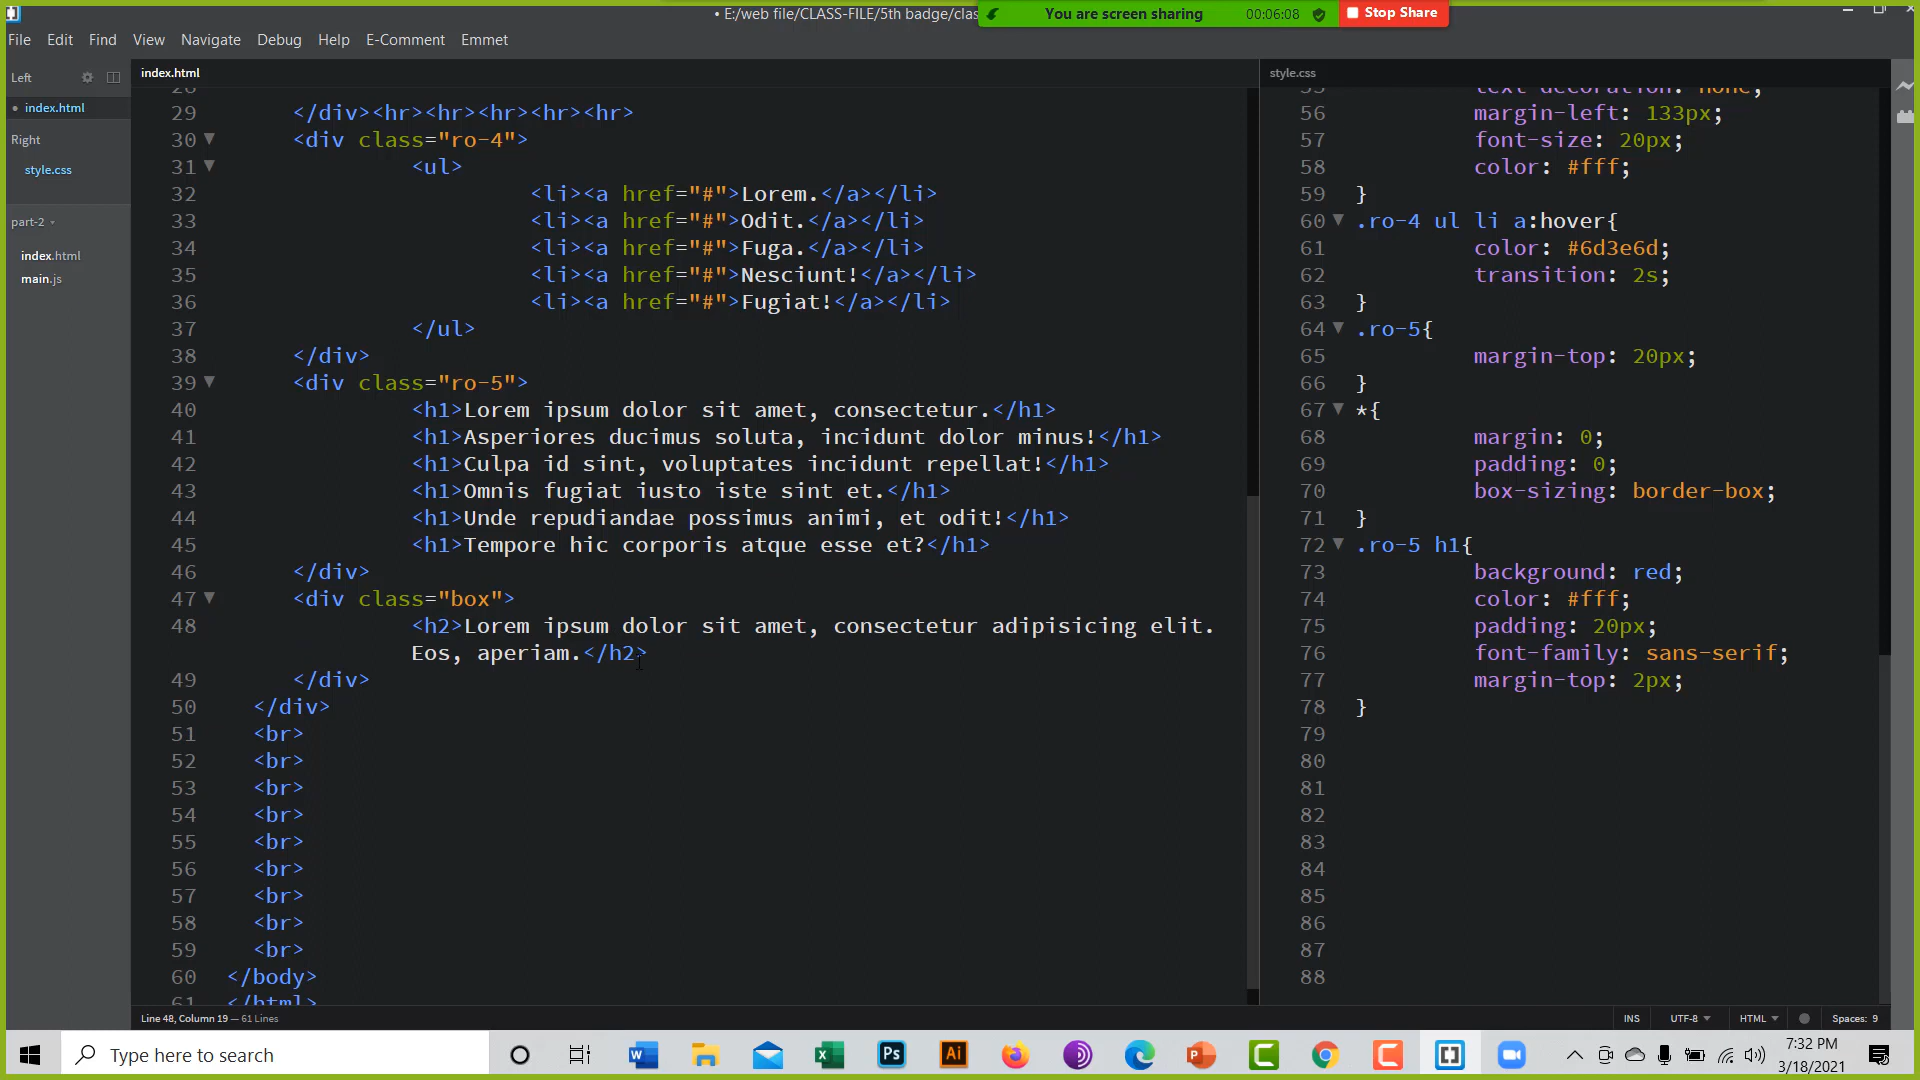 • E:/web file/CLASS-FILE/5th badge/clas
You are screen sharing 00:06:08 Stop Share
File Edit Find View Navigate Debug Help E-Commerce Emmet
Left
index.html
Right
style.css
part-2
index.html
main.js
index.html
29 </div><hr><hr><hr><hr><hr>
30 <div class="ro-4">
31 <ul>
32 <li><a href="#">Lorem.</a></li>
33 <li><a href="#">Odit.</a></li>
34 <li><a href="#">Fuga.</a></li>
35 <li><a href="#">Nesciunt!</a></li>
36 <li><a href="#">Fugiat!</a></li>
37 </ul>
38 </div>
39 <div class="ro-5">
40 <h1>Lorem ipsum dolor sit amet, consectetur.</h1>
41 <h1>Asperiores ducimus soluta, incidunt dolor minus!</h1>
42 <h1>Culpa id sint, voluptates incidunt repellat!</h1>
43 <h1>Omnis fugiat iusto iste sint et.</h1>
44 <h1>Unde repudiandae possimus animi, et odit!</h1>
45 <h1>Tempore hic corporis atque esse et?</h1>
46 </div>
47 <div class="box">
48 <h2>Lorem ipsum dolor sit amet, consectetur adipisicing elit.
Eos, aperiam.</h2>
49 </div>
50 </div>
51 <br>
52 <br>
53 <br>
54 <br>
55 <br>
56 <br>
57 <br>
58 <br>
59 <br>
60 </body>
61 </html>
style.css
text-decoration: none;
56 margin-left: 133px;
57 font-size: 20px;
58 color: #fff;
59 }
60 .ro-4 ul li a:hover{
61 color: #6d3e6d;
62 transition: 2s;
63 }
64 .ro-5{
65 margin-top: 20px;
66 }
67 *{
68 margin: 0;
69 padding: 0;
70 box-sizing: border-box;
71 }
72 .ro-5 h1{
73 background: red;
74 color: #fff;
75 padding: 20px;
76 font-family: sans-serif;
77 margin-top: 2px;
78 }
79
80
81
82
83
84
85
86
87
88
Line 48, Column 19 — 61 Lines
INS UTF-8 HTML Spaces: 9
Type here to search
7:32 PM
3/18/2021